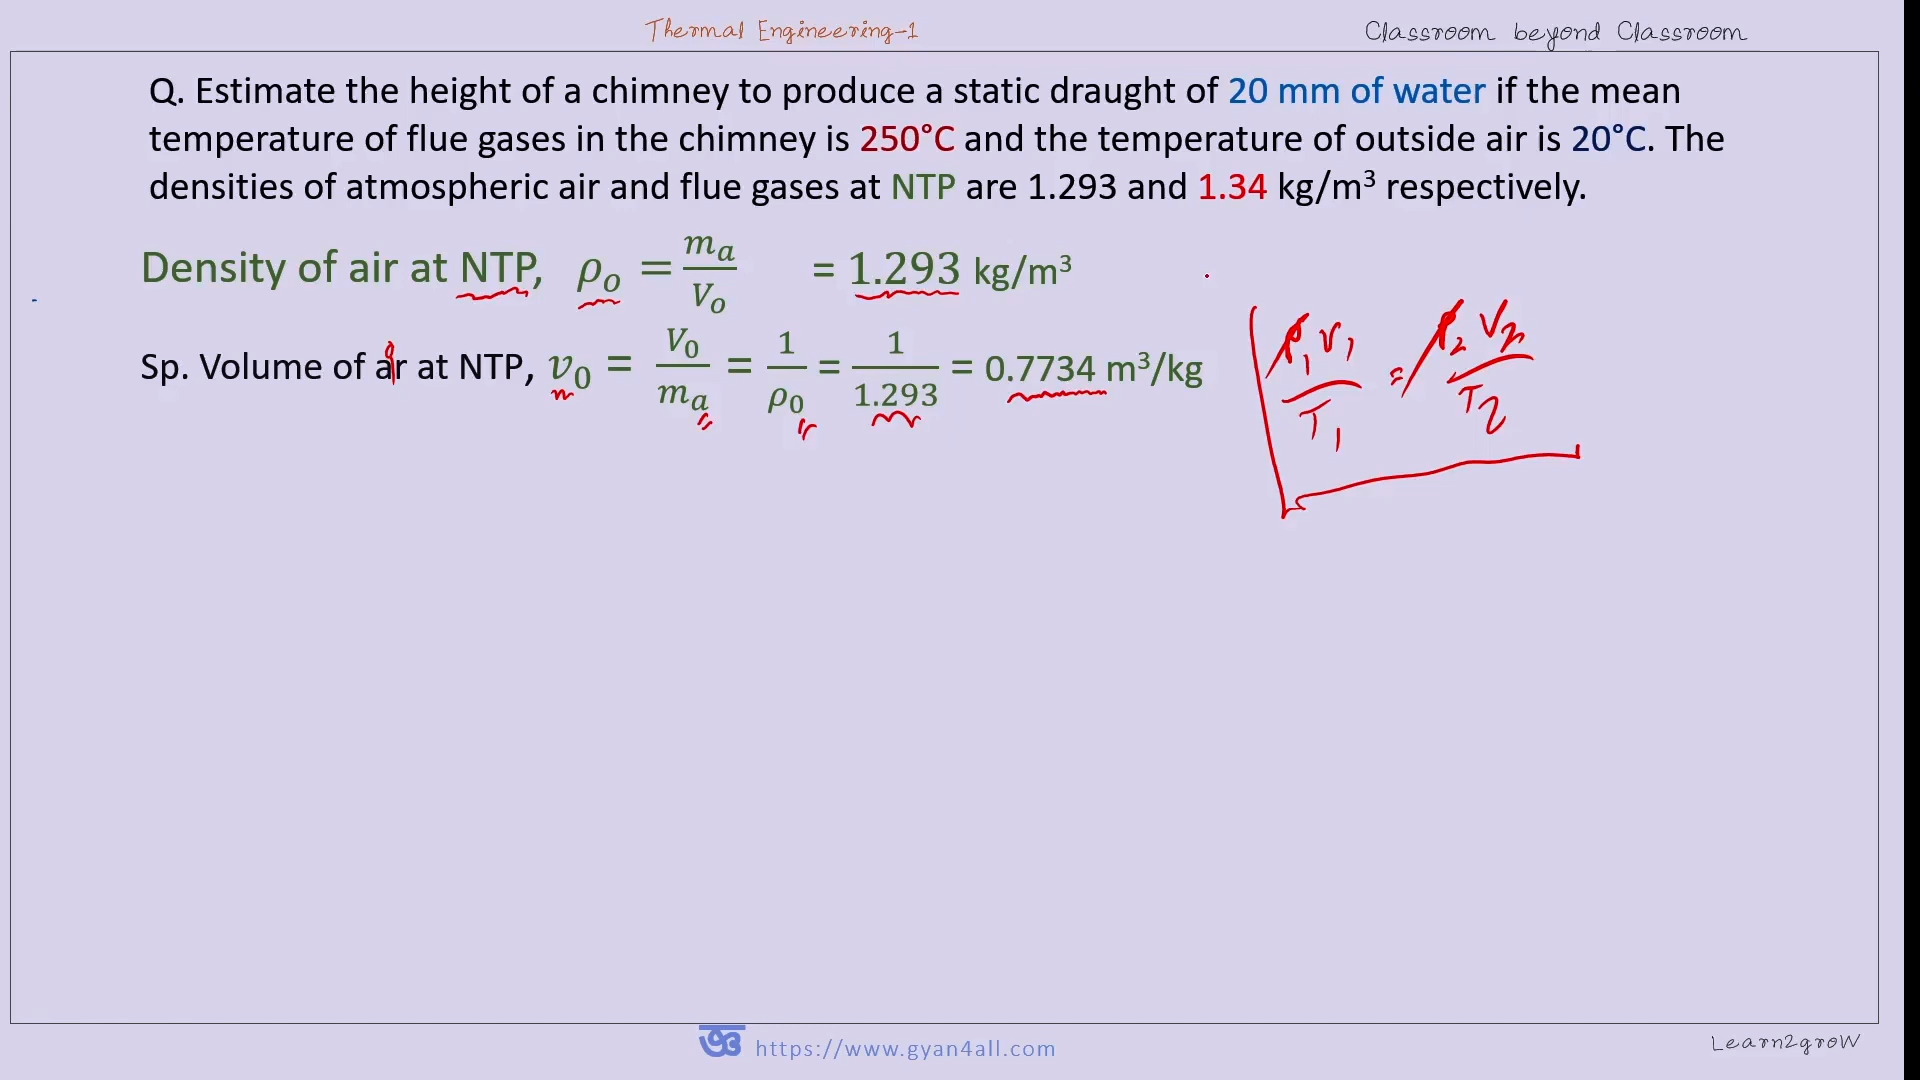 Thermal Engineering-1
Classroom beyond Classroom
Q. Estimate the height of a chimney to produce a static draught of 20 mm of water if the mean
temperature of flue gases in the chimney is 250°C and the temperature of outside air is 20°C. The
densities of atmospheric air and flue gases at NTP are 1.293 and 1.34 kg/m³ respectively.
Density of air at NTP, ρₒ = mₐ/Vₒ = 1.293 kg/m³
Sp. Volume of ar at NTP, v₀ = V₀/mₐ = 1/ρ₀ = 1/1.293 = 0.7734 m³/kg
P₁V₁/T₁ = P₂V₂/T₂
https://www.gyan4all.com
Learn2groW